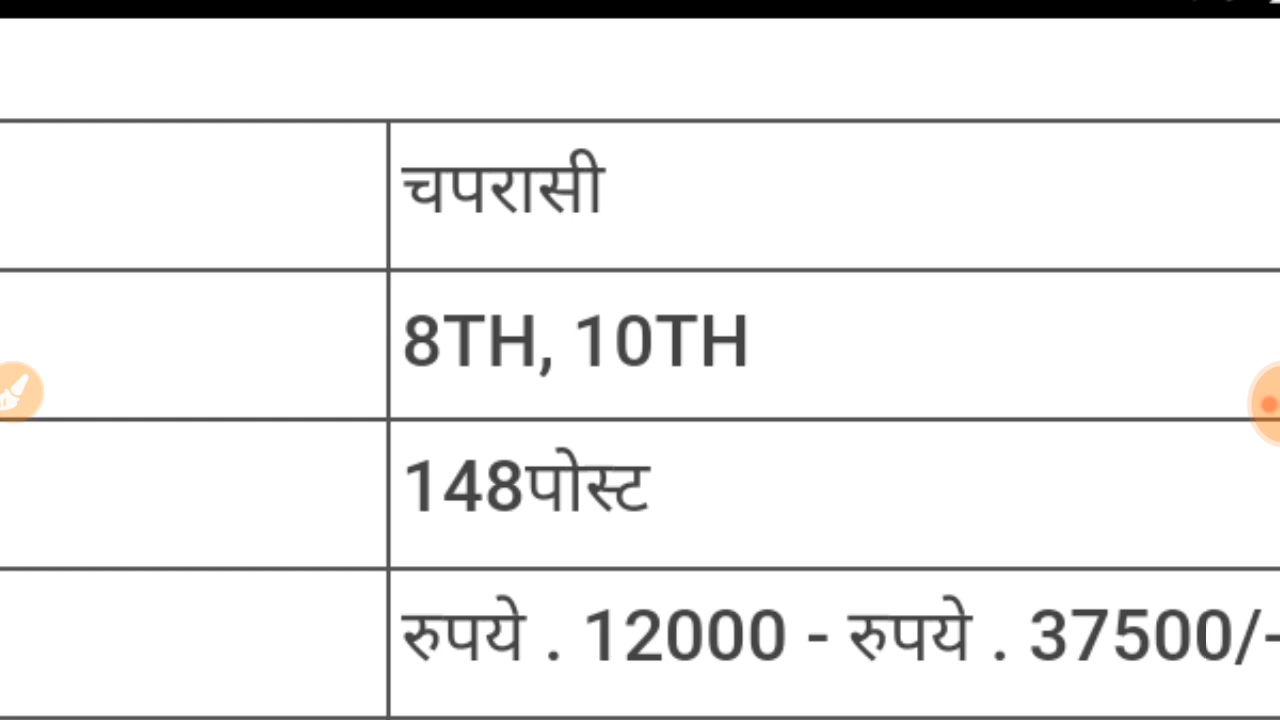 चपरासी
8TH, 10TH
148पोस्ट
रुपये . 12000 - रुपये . 37500/-